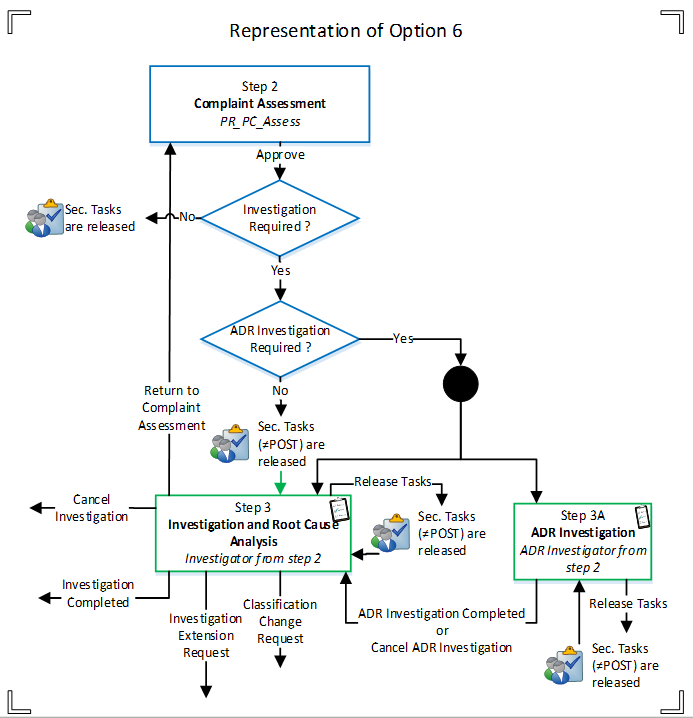 Representation of Option 6
Step 2
Complaint Assessment
PR_PC_Assess
Approve
Investigation
Required ?
No
Sec. Tasks
are released
Yes
ADR Investigation
Required ?
Yes
No
Return to
Complaint
Assessment
Sec. Tasks
(≠POST) are
released
Cancel
Investigation
Step 3
Investigation and Root Cause
Analysis
Investigator from step 2
Release Tasks
Sec. Tasks
(≠POST) are
released
Step 3A
ADR Investigation
ADR Investigator from
step 2
Investigation
Completed
Investigation
Extension
Request
Classification
Change
Request
ADR Investigation Completed
or
Cancel ADR Investigation
Release Tasks
Sec. Tasks
(≠POST) are
released